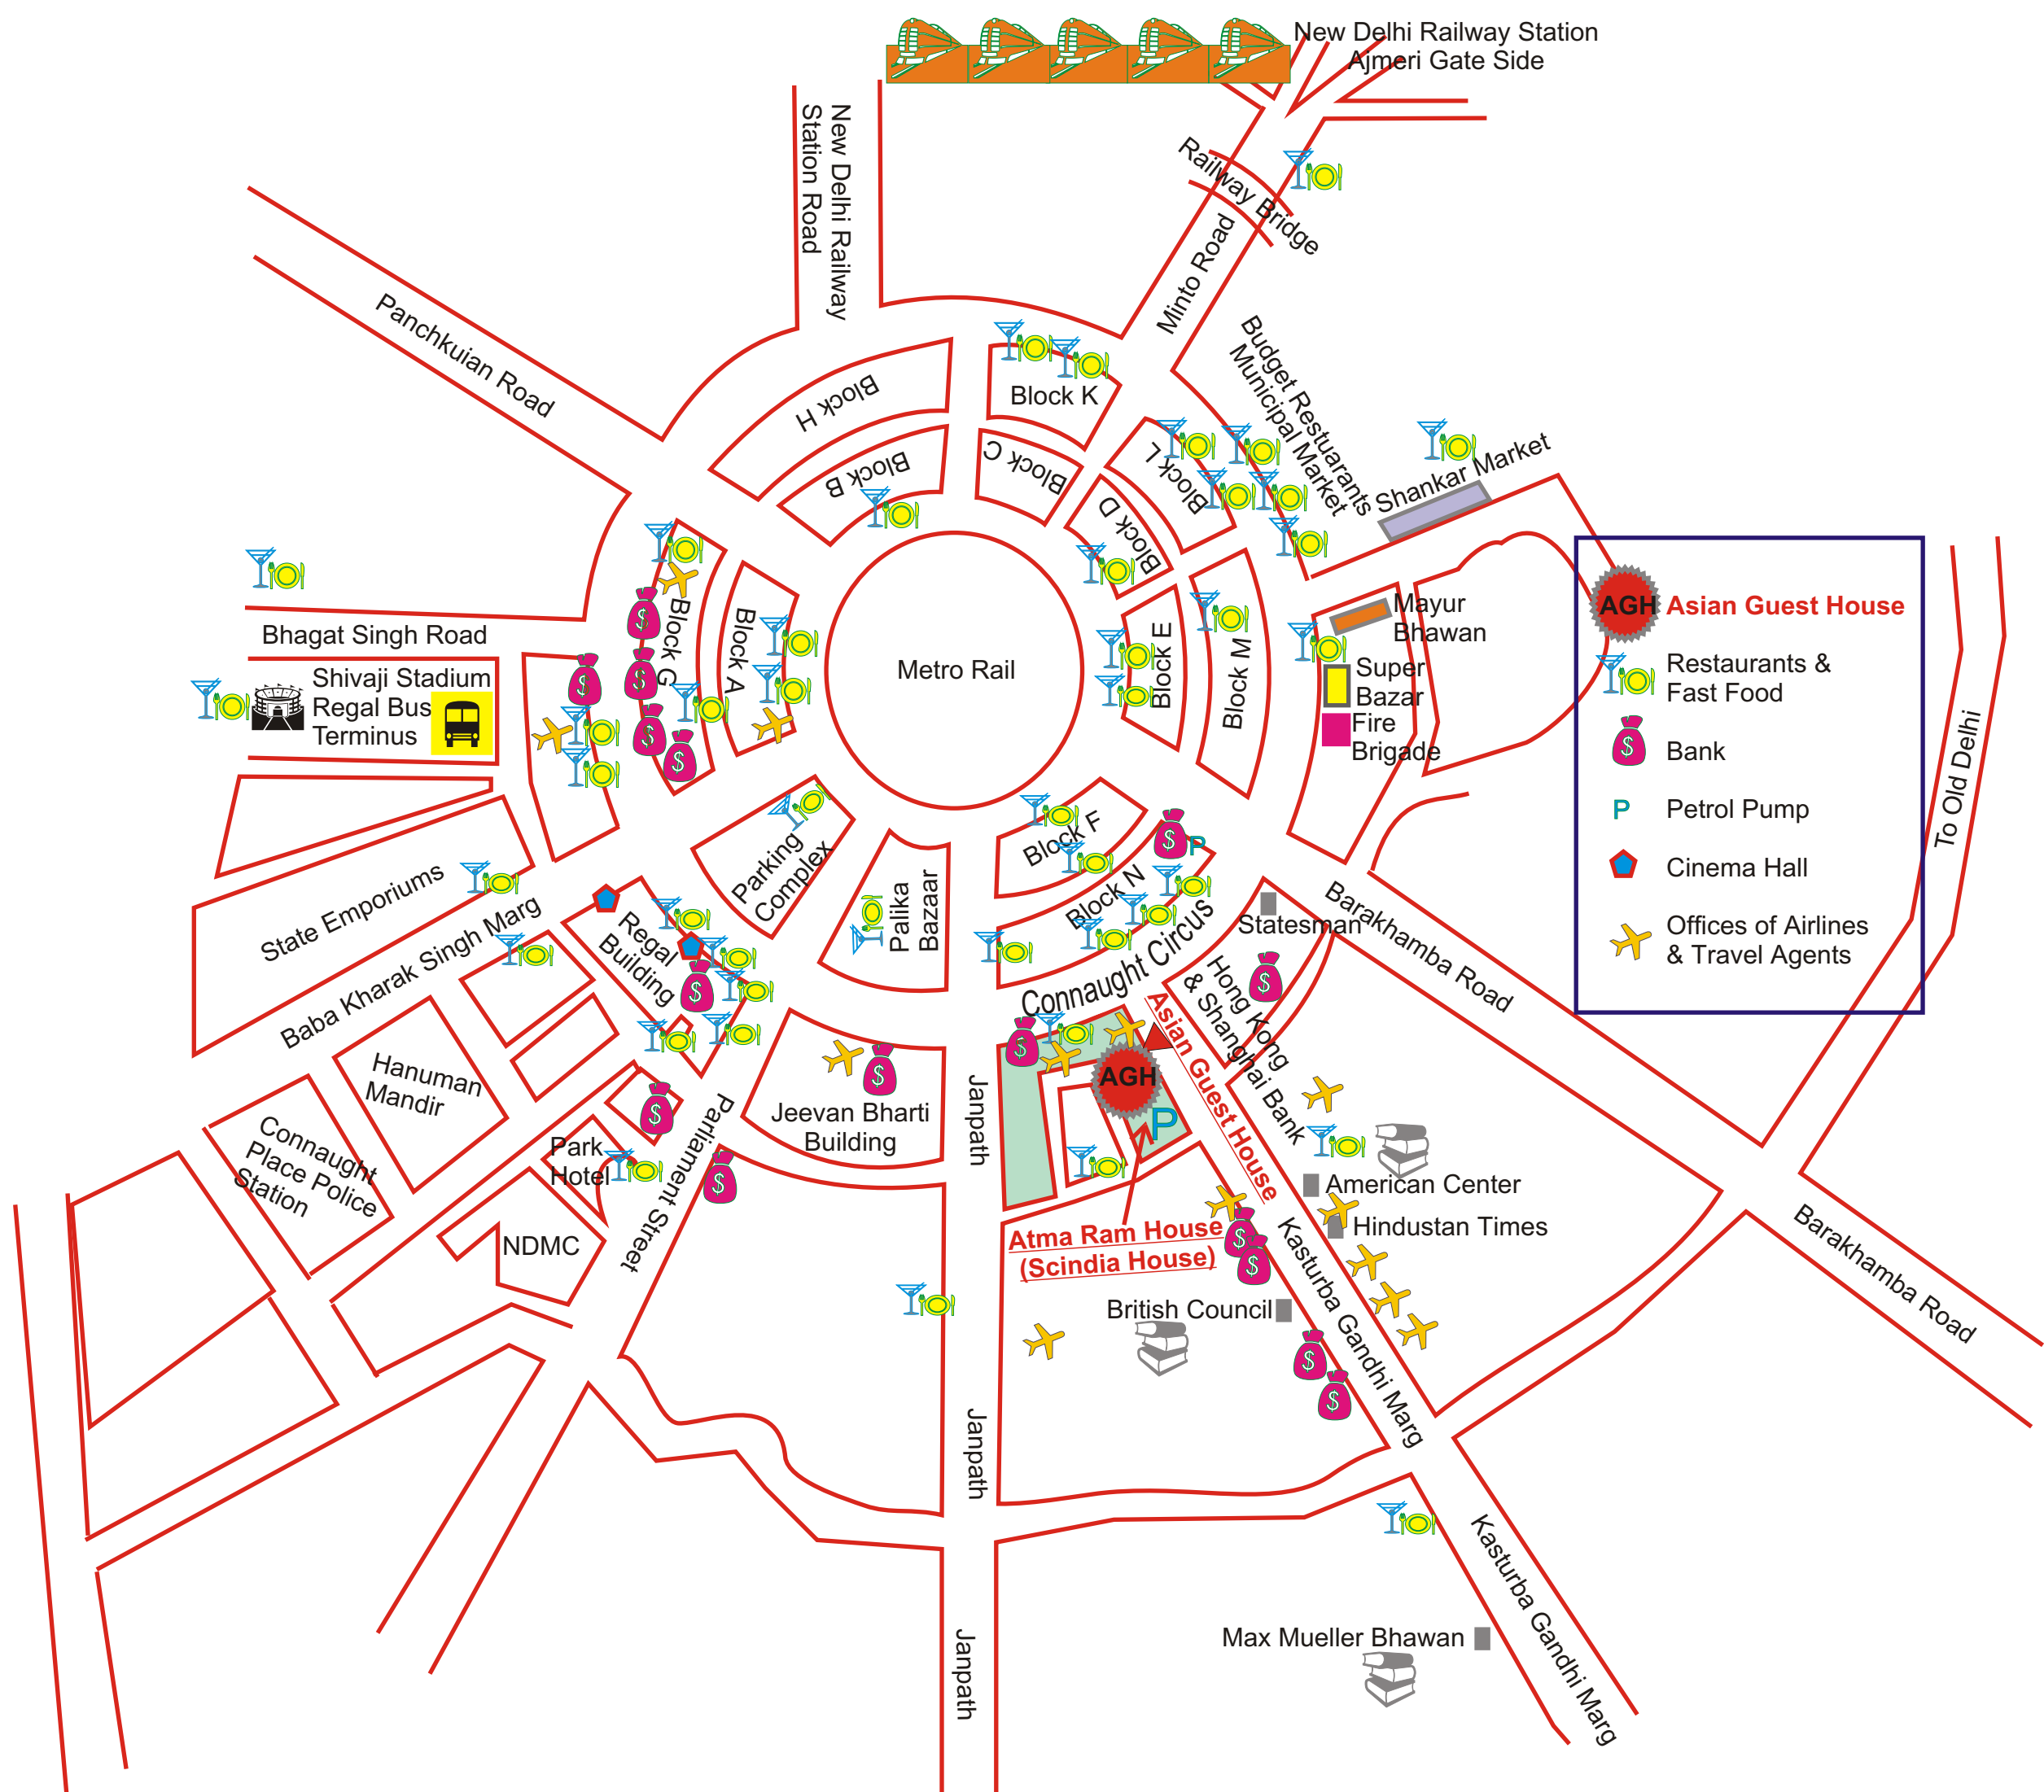 New Delhi Railway Station
Ajmeri Gate Side
New Delhi Railway
Station Road
Railway Bridge
Minto Road
Panchkuian Road
Budget Restuarants
Municipal Market
Shankar Market
Block H
Block K
Block B
Block C
Block L
Block D
Block G
Block A
Metro Rail
Block E
Block M
Mayur
Bhawan
Super
Bazar
Fire
Brigade
Bhagat Singh Road
Shivaji Stadium
Regal Bus
Terminus
AGH Asian Guest House
Restaurants &
Fast Food
$ Bank
P Petrol Pump
Cinema Hall
Offices of Airlines
& Travel Agents
To Old Delhi
Block F
Block N
P
Parking
Complex
Palika
Bazaar
State Emporiums
Baba Kharak Singh Marg
Regal
Building
Connaught Circus
Statesman
Barakhamba Road
Hong Kong
& Shanghai Bank
Asian Guest House
AGH
P
Hanuman
Mandir
Connaught
Place Police
Station
Park
Hotel
NDMC
Parliament Street
Jeevan Bharti
Building
Janpath
American Center
Hindustan Times
Atma Ram House
(Scindia House)
British Council
Kasturba Gandhi Marg
Barakhamba Road
Janpath
Kasturba Gandhi Marg
Max Mueller Bhawan
Janpath